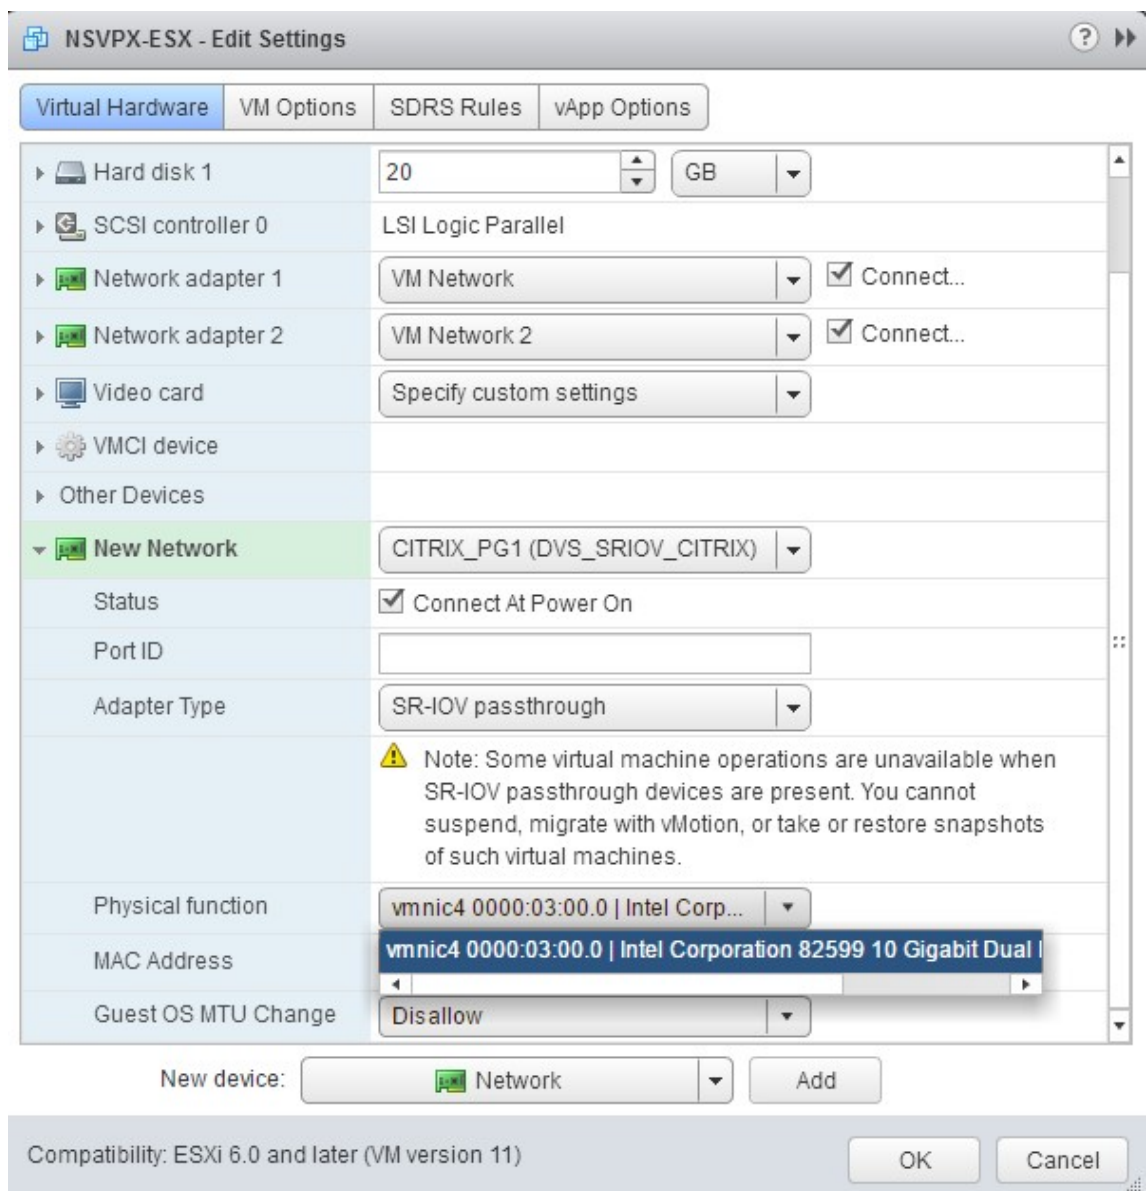 NSVPX-ESX - Edit Settings
Virtual Hardware VM Options SDRS Rules vApp Options
Hard disk 1 20 GB
SCSI controller 0 LSI Logic Parallel
Network adapter 1 VM Network Connect...
Network adapter 2 VM Network 2 Connect...
Video card Specify custom settings
VMCI device
Other Devices
New Network CITRIX_PG1 (DVS_SRIOV_CITRIX)
Status Connect At Power On
Port ID
Adapter Type SR-IOV passthrough
Note: Some virtual machine operations are unavailable when
SR-IOV passthrough devices are present. You cannot
suspend, migrate with vMotion, or take or restore snapshots
of such virtual machines.
Physical function vmnic4 0000:03:00.0 | Intel Corp...
vmnic4 0000:03:00.0 | Intel Corporation 82599 10 Gigabit Dual
MAC Address
Guest OS MTU Change Disallow
New device: Network Add
Compatibility: ESXi 6.0 and later (VM version 11) OK Cancel